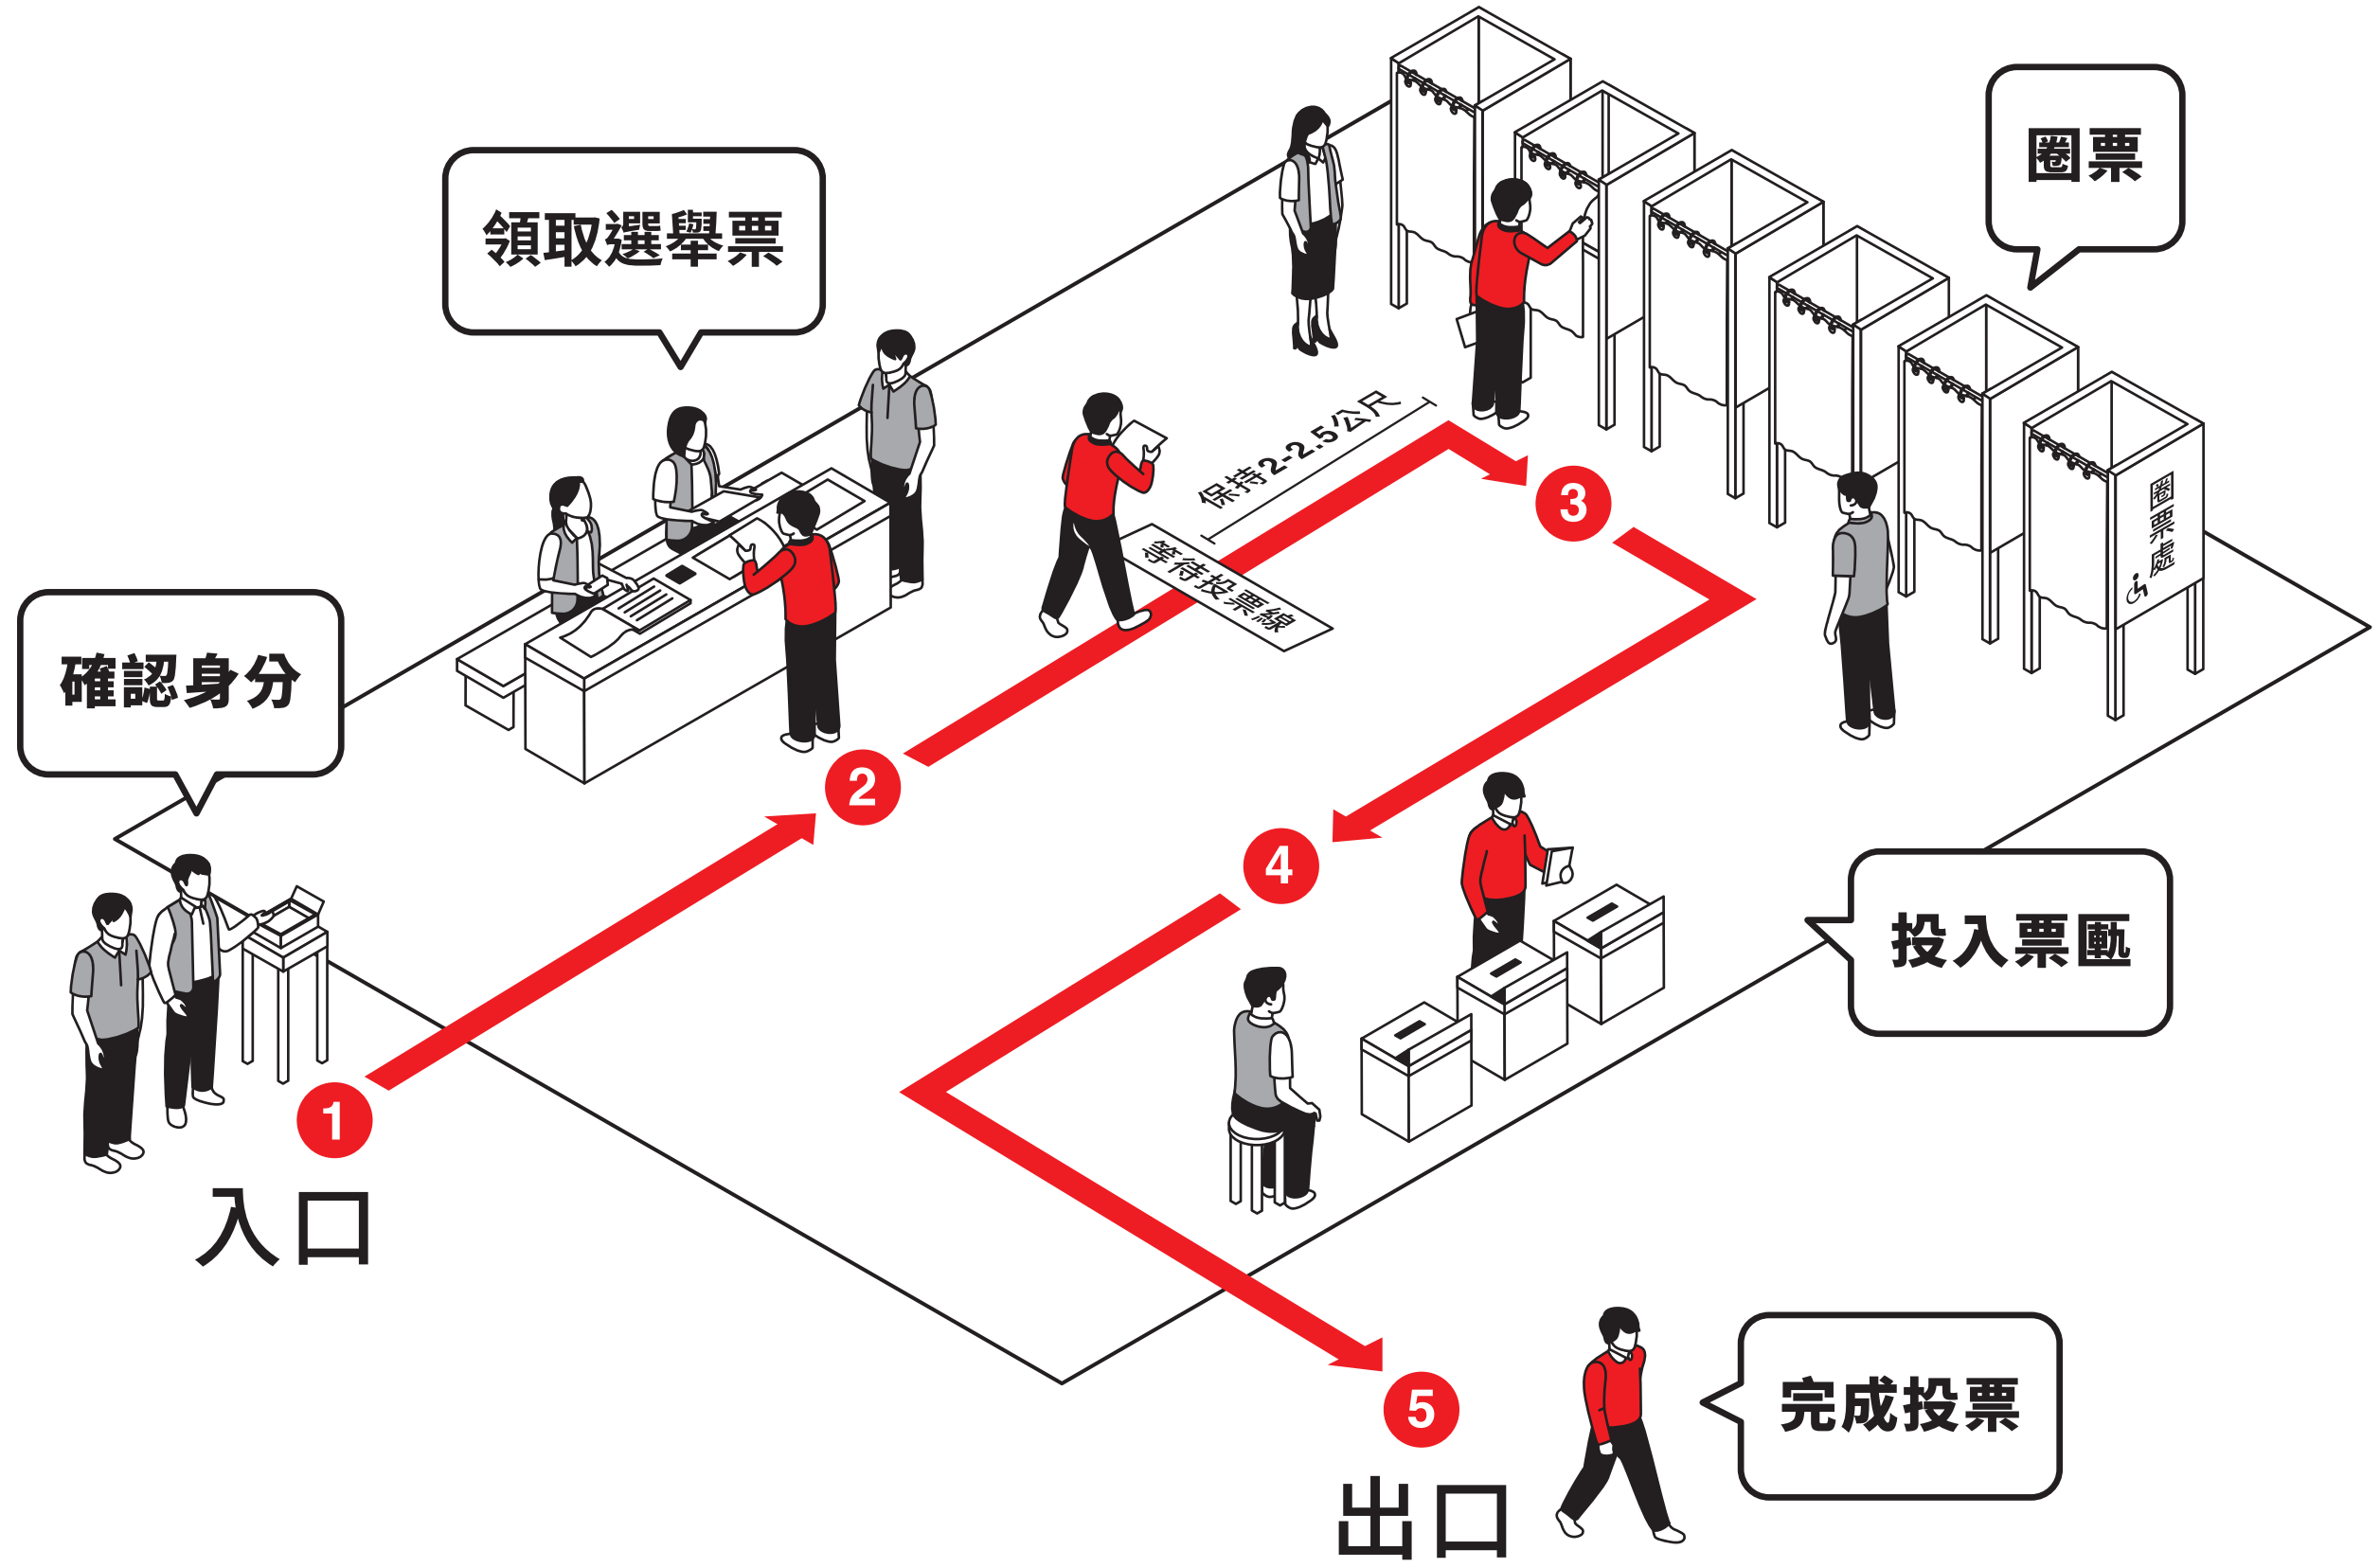 圈票
領取選舉票
保持2-2.5公尺
3
圈票處
等待投票線
確認身分
2
4
投入票匭
1
入口
完成投票
5
出口